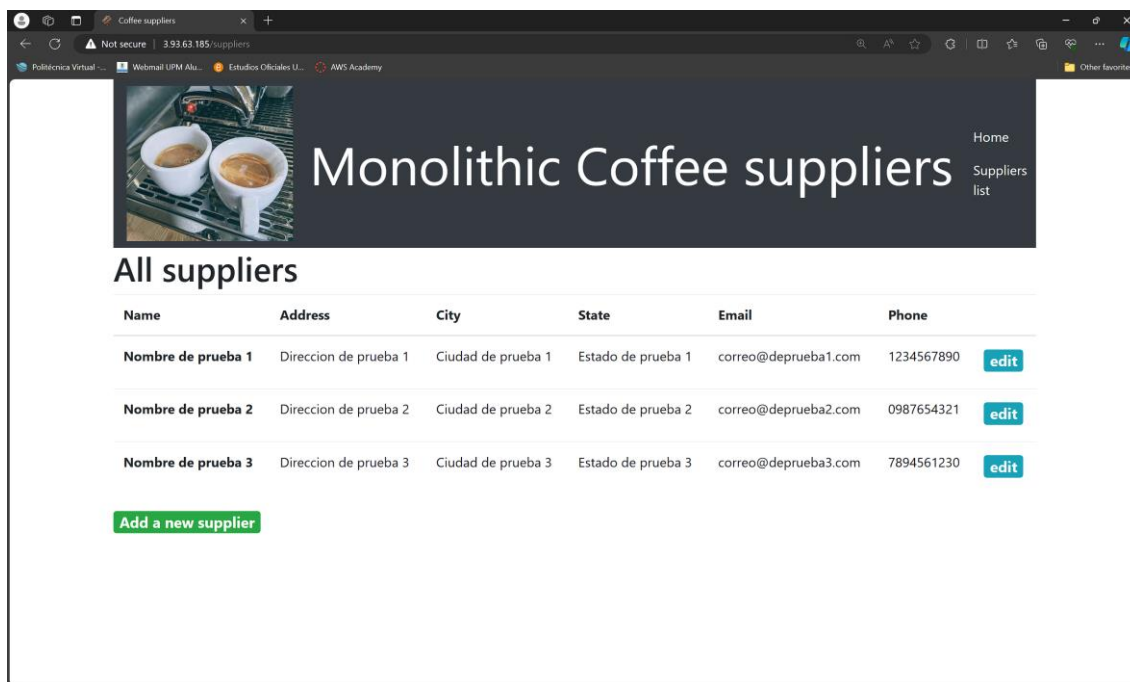 Coffee suppliers
Not secure | 3.93.63.185/suppliers
Politécnica Virtual -... Webmail UPM Alu... Estudios Oficiales U... AWS Academy Other favorite
Monolithic Coffee suppliers
Home
Suppliers
list
All suppliers
Name Address City State Email Phone
Nombre de prueba 1 Direccion de prueba 1 Ciudad de prueba 1 Estado de prueba 1 correo@deprueba1.com 1234567890 edit
Nombre de prueba 2 Direccion de prueba 2 Ciudad de prueba 2 Estado de prueba 2 correo@deprueba2.com 0987654321 edit
Nombre de prueba 3 Direccion de prueba 3 Ciudad de prueba 3 Estado de prueba 3 correo@deprueba3.com 7894561230 edit
Add a new supplier